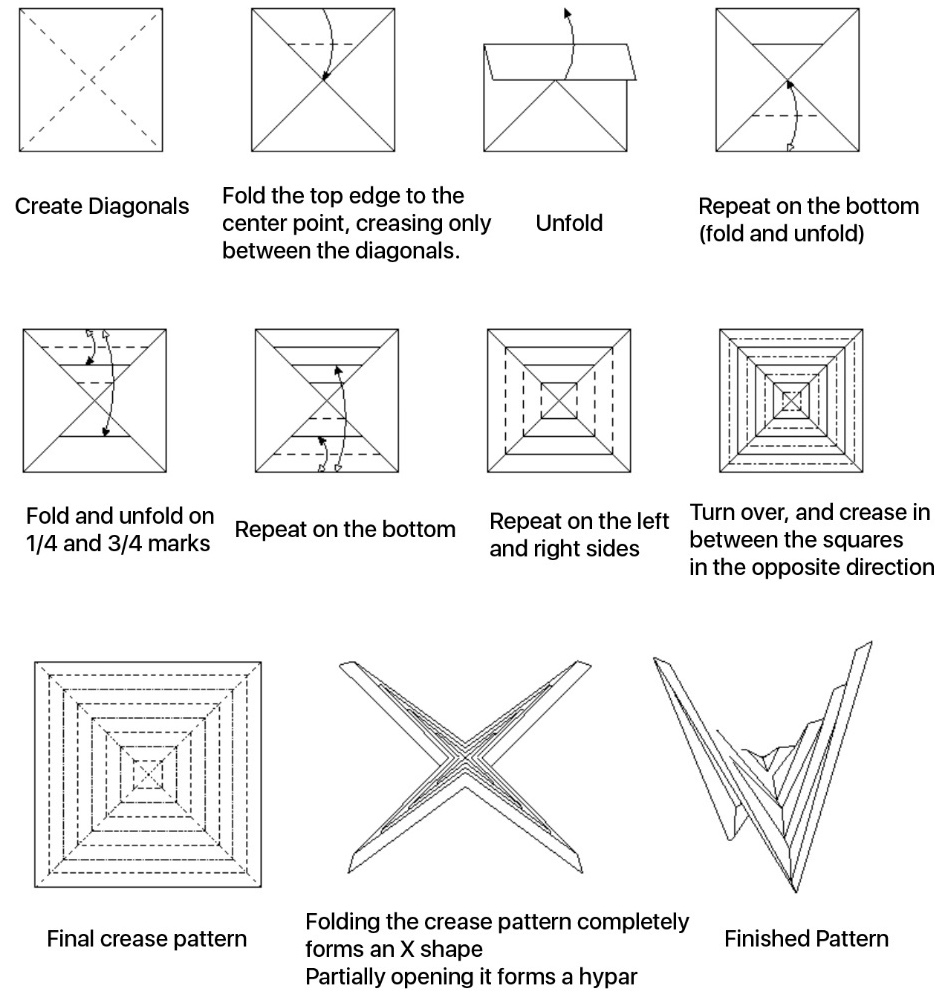 Create Diagonals
Fold the top edge to the
center point, creasing only
between the diagonals.
Unfold
Repeat on the bottom
(fold and unfold)
Fold and unfold on
1/4 and 3/4 marks
Repeat on the bottom
Repeat on the left
and right sides
Turn over, and crease in
between the squares
in the opposite direction
Final crease pattern
Folding the crease pattern completely
forms an X shape
Partially opening it forms a hypar
Finished Pattern